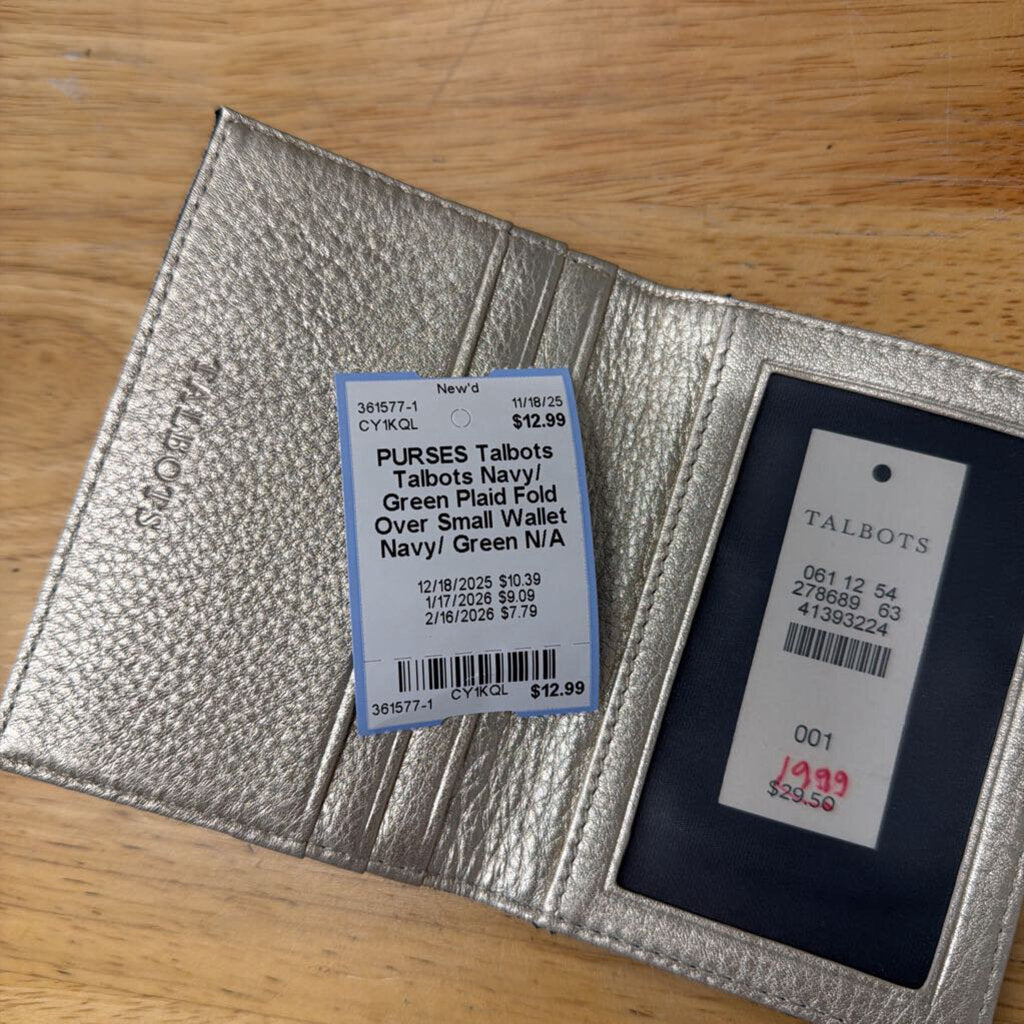 TALBOTS
New'd
361577-1 11/18/25
CY1KQL $12.99
PURSES Talbots
Talbots Navy/
Green Plaid Fold
Over Small Wallet
Navy/ Green N/A
12/18/2025 $10.39
1/17/2026 $9.09
2/16/2026 $7.79
CY1KQL $12.99
361577-1
TALBOTS
061 12 54
278689 63
41393224
001
1999
$29.50